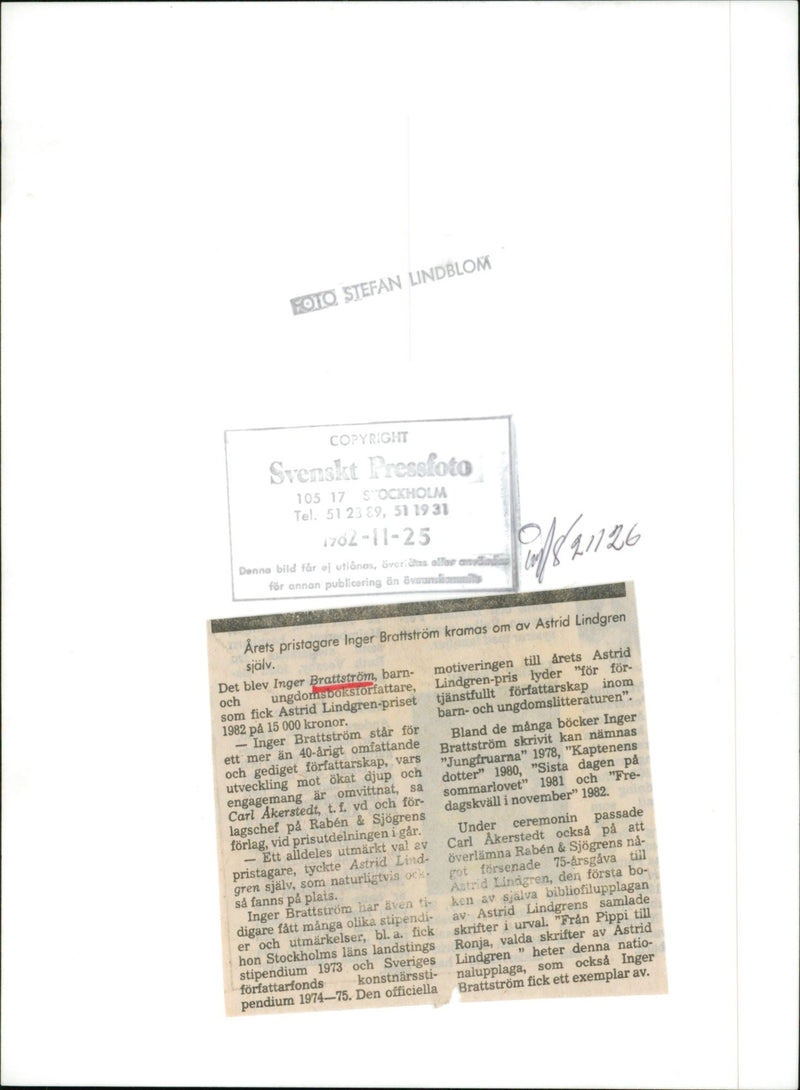 FOTO STEFAN LINDBLOM
COPYRIGHT
Svenskt Pressfoto
105 17 STOCKHOLM
Tel. 51 23 89, 51 19 31
1982-11-25
Denna bild får ej utlånas, överlåtas eller användas
för annan publicering än
821126
Årets pristagare Inger Brattström kramas om av Astrid Lindgren
själv.
Det blev Inger Brattström, barn-
och ungdomsboksförfattare,
som fick Astrid Lindgren-priset
1982 på 15 000 kronor.
— Inger Brattström står för
ett mer än 40-årigt omfattande
och gediget författarskap, vars
utveckling mot ökat djup och
engagemang är omvittnat, sa
Carl Åkerstedt, t. f. vd och för-
lagschef på Rabén & Sjögrens
förlag, vid prisutdelningen i går.
— Ett alldeles utmärkt val av
pristagare, tyckte Astrid Lind-
gren själv, som naturligtvis ock-
så fanns på plats.
Inger Brattström har även ti-
digare fått många olika stipendi-
er och utmärkelser, bl. a. fick
hon Stockholms läns landstings
stipendium 1973 och Sveriges
författarfonds konstnärssti-
pendium 1974—75. Den officiella
motiveringen till årets Astrid
Lindgren-pris lyder ”för för-
tjänstfullt författarskap inom
barn- och ungdomslitteraturen”.
Bland de många böcker Inger
Brattström skrivit kan nämnas
”Jungfruarna” 1978, ”Kaptenens
dotter” 1980, ”Sista dagen på
sommarlovet” 1981 och ”Fre-
dagskväll i november” 1982.
Under ceremonin passade
Carl Åkerstedt också på att
överlämna Rabén & Sjögrens nå-
got försenade 75-årsgåva till
Astrid Lindgren, den första bo-
ken av själva bibliofilupplagan
av Astrid Lindgrens samlade
skrifter i urval. ”Från Pippi till
Ronja, valda skrifter av Astrid
Lindgren ” heter denna natio-
nalupplaga, som också Inger
Brattström fick ett exemplar av.